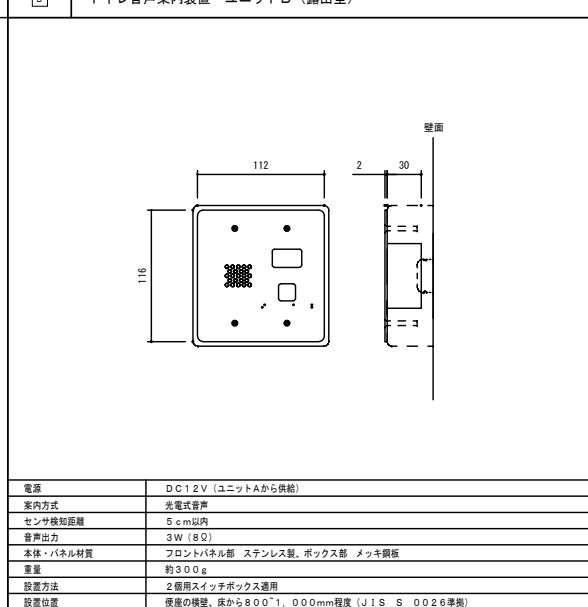 トイレ音声案内装置 ユニットB (露出型)
壁面
112
2
30
116
電源 DC12V (ユニットAから供給)
案内方式 光電式音声
センサ検知距離 5cm以内
音声出力 3W (8Ω)
本体・パネル材質 フロントパネル部 ステンレス製、ボックス部 メッキ鋼板
重量 約300g
設置方法 2個用スイッチボックス適用
設置位置 便座の横壁、床から800~1,000mm程度 (JIS S 0026準拠)